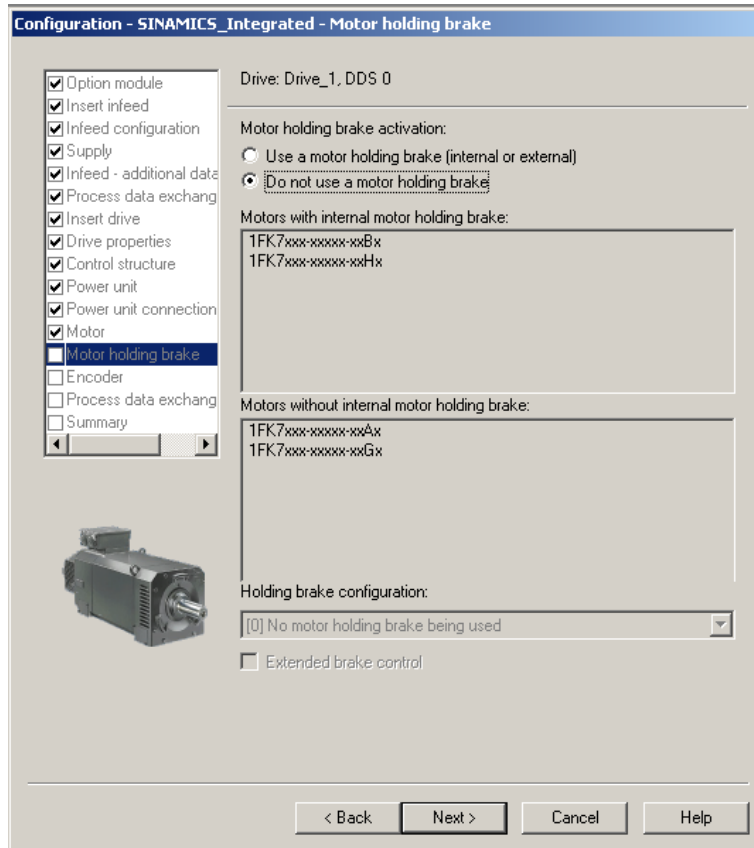 Configuration - SINAMICS_Integrated - Motor holding brake
Option module
Insert infeed
Infeed configuration
Supply
Infeed - additional data
Process data exchang
Insert drive
Drive properties
Control structure
Power unit
Power unit connection
Motor
Motor holding brake
Encoder
Process data exchang
Summary
Drive: Drive_1, DDS 0
Motor holding brake activation:
Use a motor holding brake (internal or external)
Do not use a motor holding brake
Motors with internal motor holding brake:
1FK7xxx-xxxxx-xxBx
1FK7xxx-xxxxx-xxHx
Motors without internal motor holding brake:
1FK7xxx-xxxxx-xxAx
1FK7xxx-xxxxx-xxGx
Holding brake configuration:
[0] No motor holding brake being used
Extended brake control
< Back
Next >
Cancel
Help